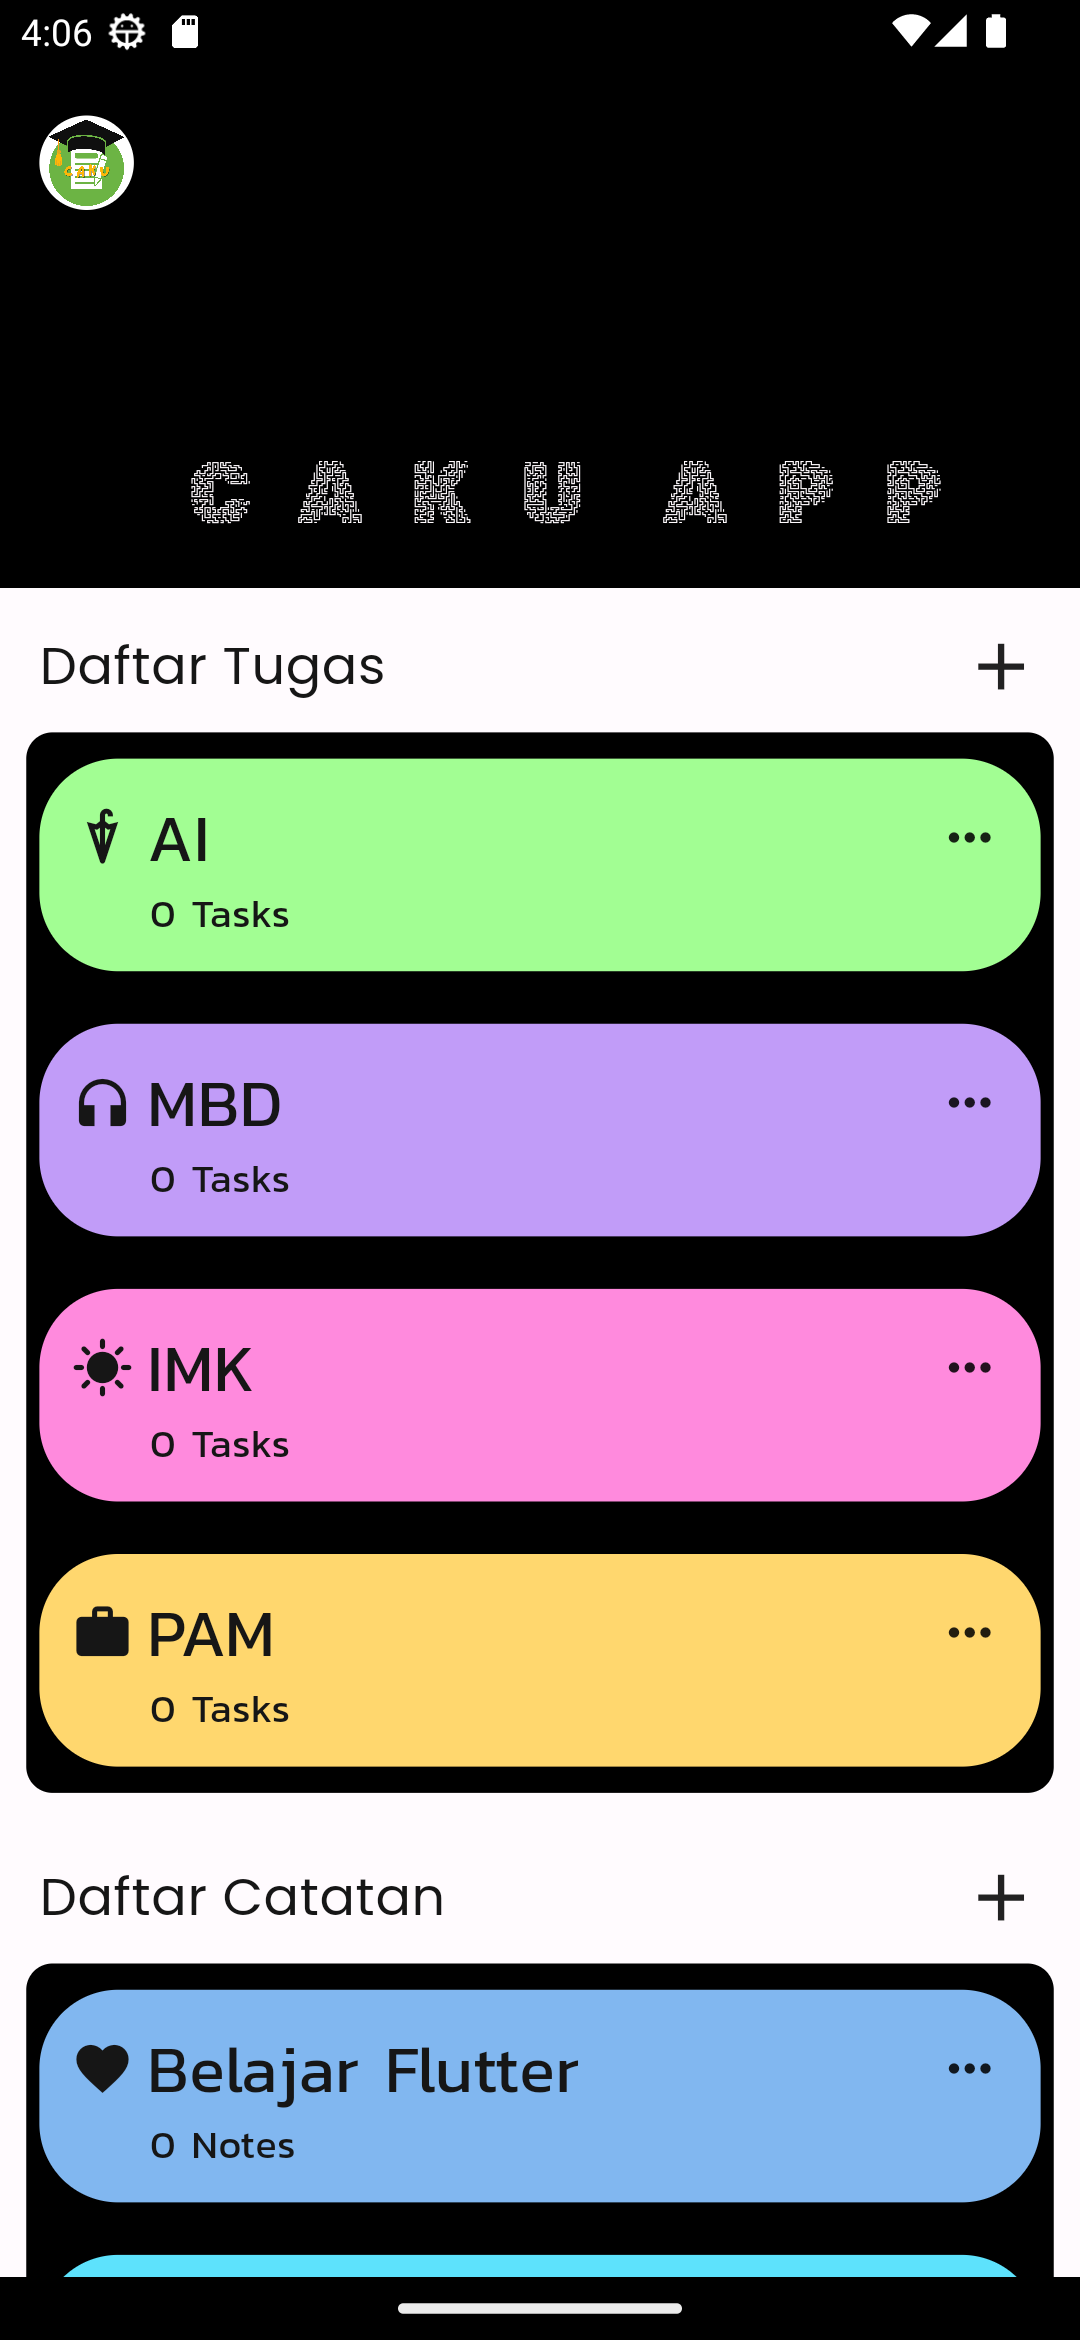 4:06
CAKU
CAKU APP
Daftar Tugas
AI
0 Tasks
MBD
0 Tasks
IMK
0 Tasks
PAM
0 Tasks
Daftar Catatan
Belajar Flutter
0 Notes